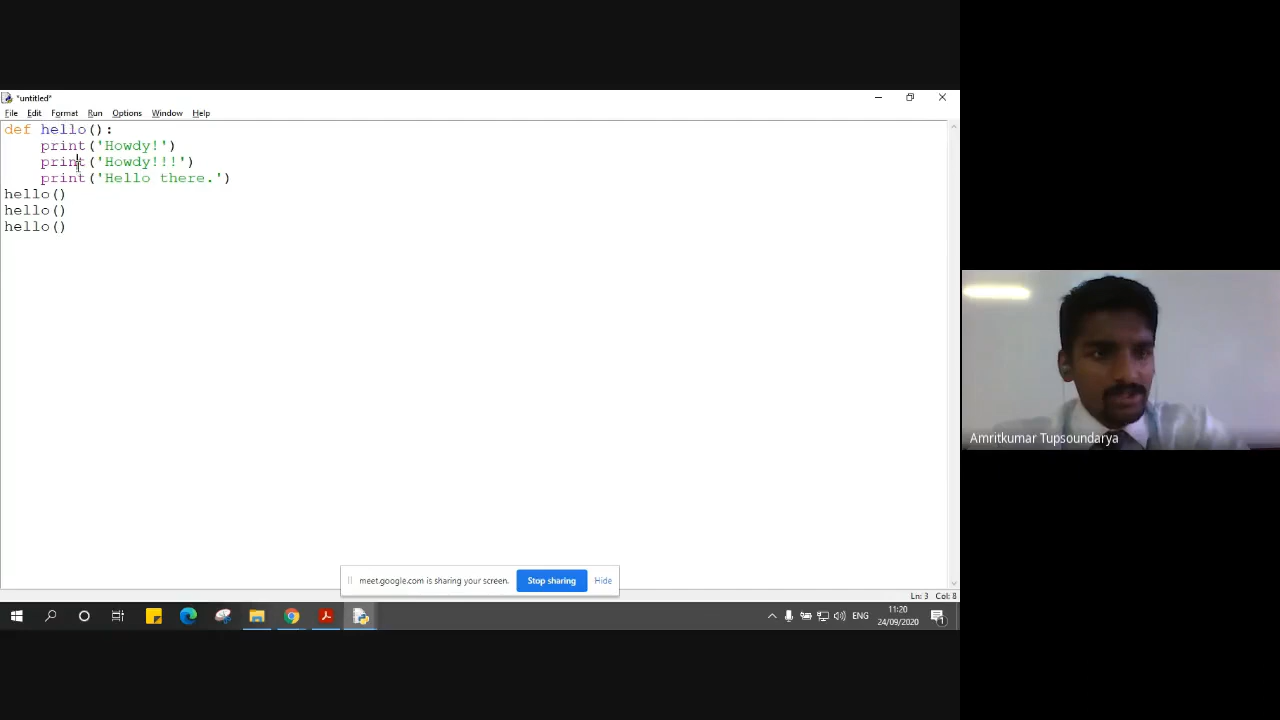 *untitled*
File Edit Format Run Options Window Help
def hello():
    print('Howdy!')
    print('Howdy!!!')
    print('Hello there.')
hello()
hello()
hello()
Amritkumar Tupsoundarya
meet.google.com is sharing your screen. Stop sharing Hide
Ln: 3 Col: 8
ENG
11:20
24/09/2020
1